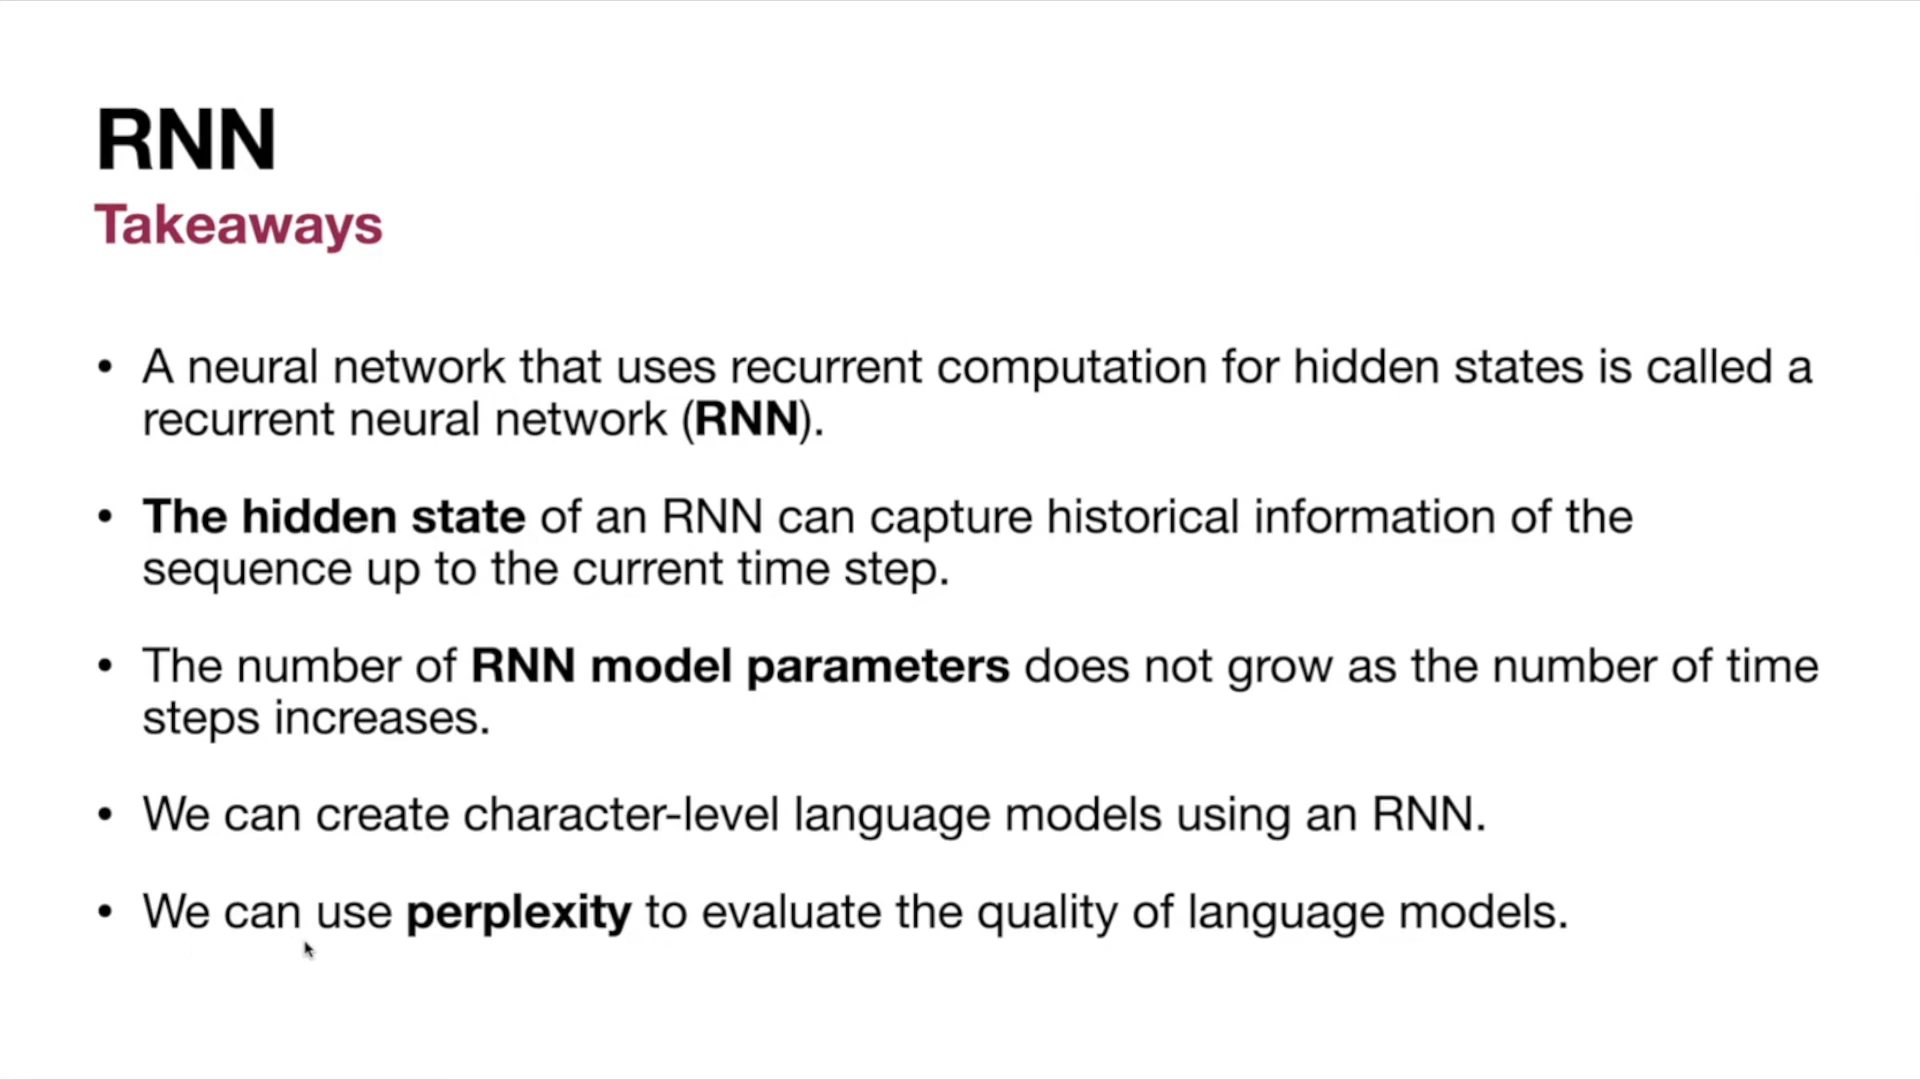 RNN
Takeaways
• A neural network that uses recurrent computation for hidden states is called a
recurrent neural network (RNN).
• The hidden state of an RNN can capture historical information of the
sequence up to the current time step.
• The number of RNN model parameters does not grow as the number of time
steps increases.
• We can create character-level language models using an RNN.
• We can use perplexity to evaluate the quality of language models.